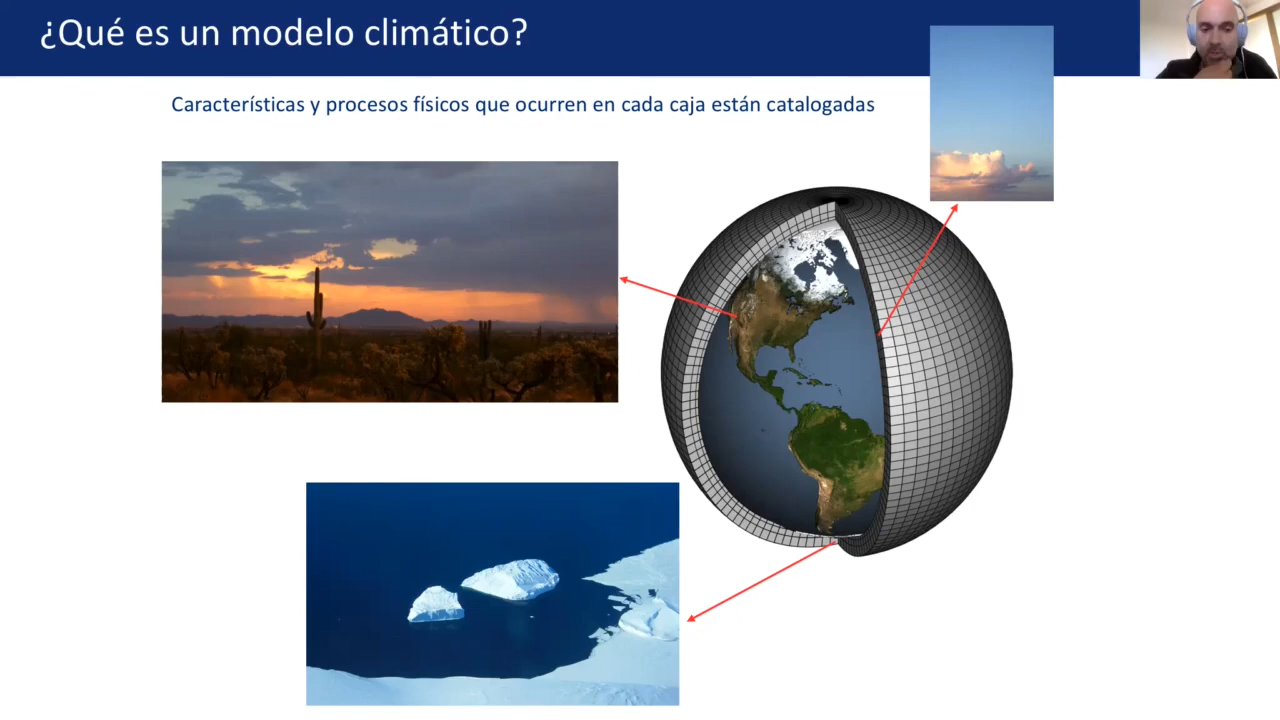 ¿Qué es un modelo climático?
Características y procesos físicos que ocurren en cada caja están catalogadas